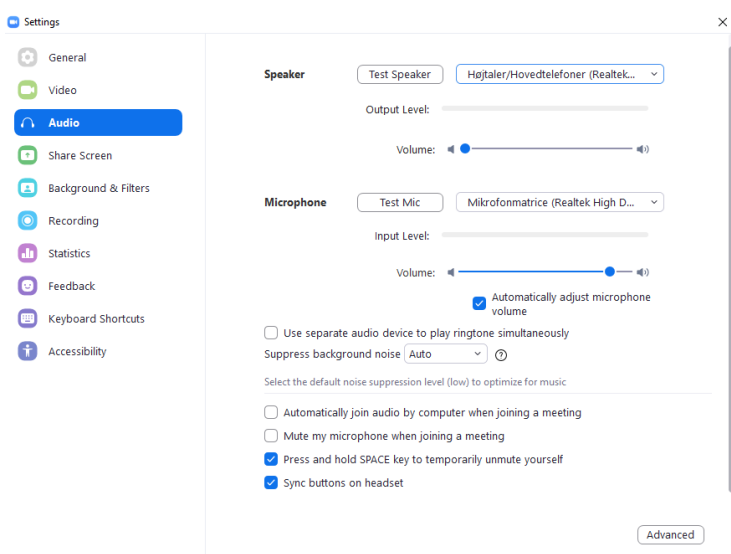 Settings
General
Video
Audio
Share Screen
Background & Filters
Recording
Statistics
Feedback
Keyboard Shortcuts
Accessibility
Speaker
Test Speaker
Højtaler/Hovedtelefoner (Realtek...
Output Level:
Volume:
Microphone
Test Mic
Mikrofonmatrice (Realtek High D...
Input Level:
Volume:
Automatically adjust microphone
volume
Use separate audio device to play ringtone simultaneously
Suppress background noise Auto ?
Select the default noise suppression level (low) to optimize for music
Automatically join audio by computer when joining a meeting
Mute my microphone when joining a meeting
Press and hold SPACE key to temporarily unmute yourself
Sync buttons on headset
Advanced